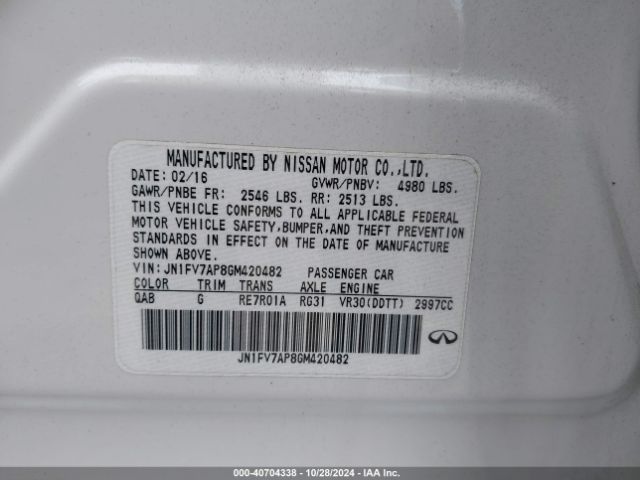 MANUFACTURED BY NISSAN MOTOR CO.,LTD.
DATE: 02/16 GVWR/PNBV: 4980 LBS.
GAWR/PNBE FR: 2546 LBS. RR: 2513 LBS.
THIS VEHICLE CONFORMS TO ALL APPLICABLE FEDERAL
MOTOR VEHICLE SAFETY,BUMPER,AND THEFT PREVENTION
STANDARDS IN EFFECT ON THE DATE OF MANUFACTURE
SHOWN ABOVE.
VIN: JN1FV7AP8GM420482 PASSENGER CAR
COLOR TRIM TRANS AXLE ENGINE
QAB G RE7R01A RG31 VR30(DDTT) 2997CC
JN1FV7AP8GM420482
INFINITI
000-40704338 - 10/28/2024 - IAA Inc.